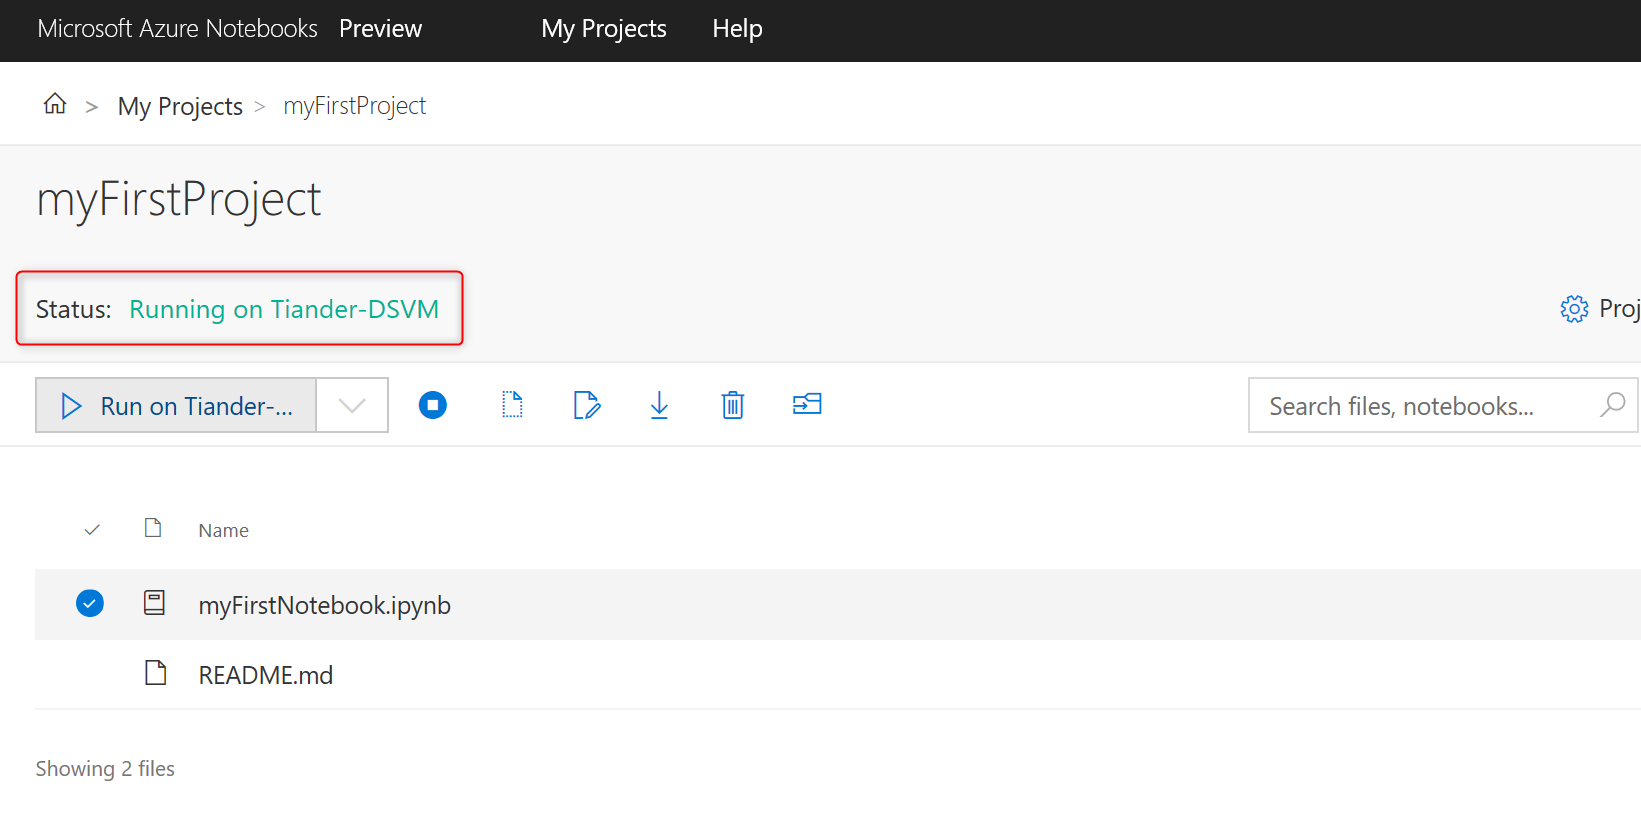 Microsoft Azure Notebooks Preview My Projects Help
> My Projects > myFirstProject
myFirstProject
Status: Running on Tiander-DSVM
Proj
Run on Tiander-...
Search files, notebooks...
Name
myFirstNotebook.ipynb
README.md
Showing 2 files